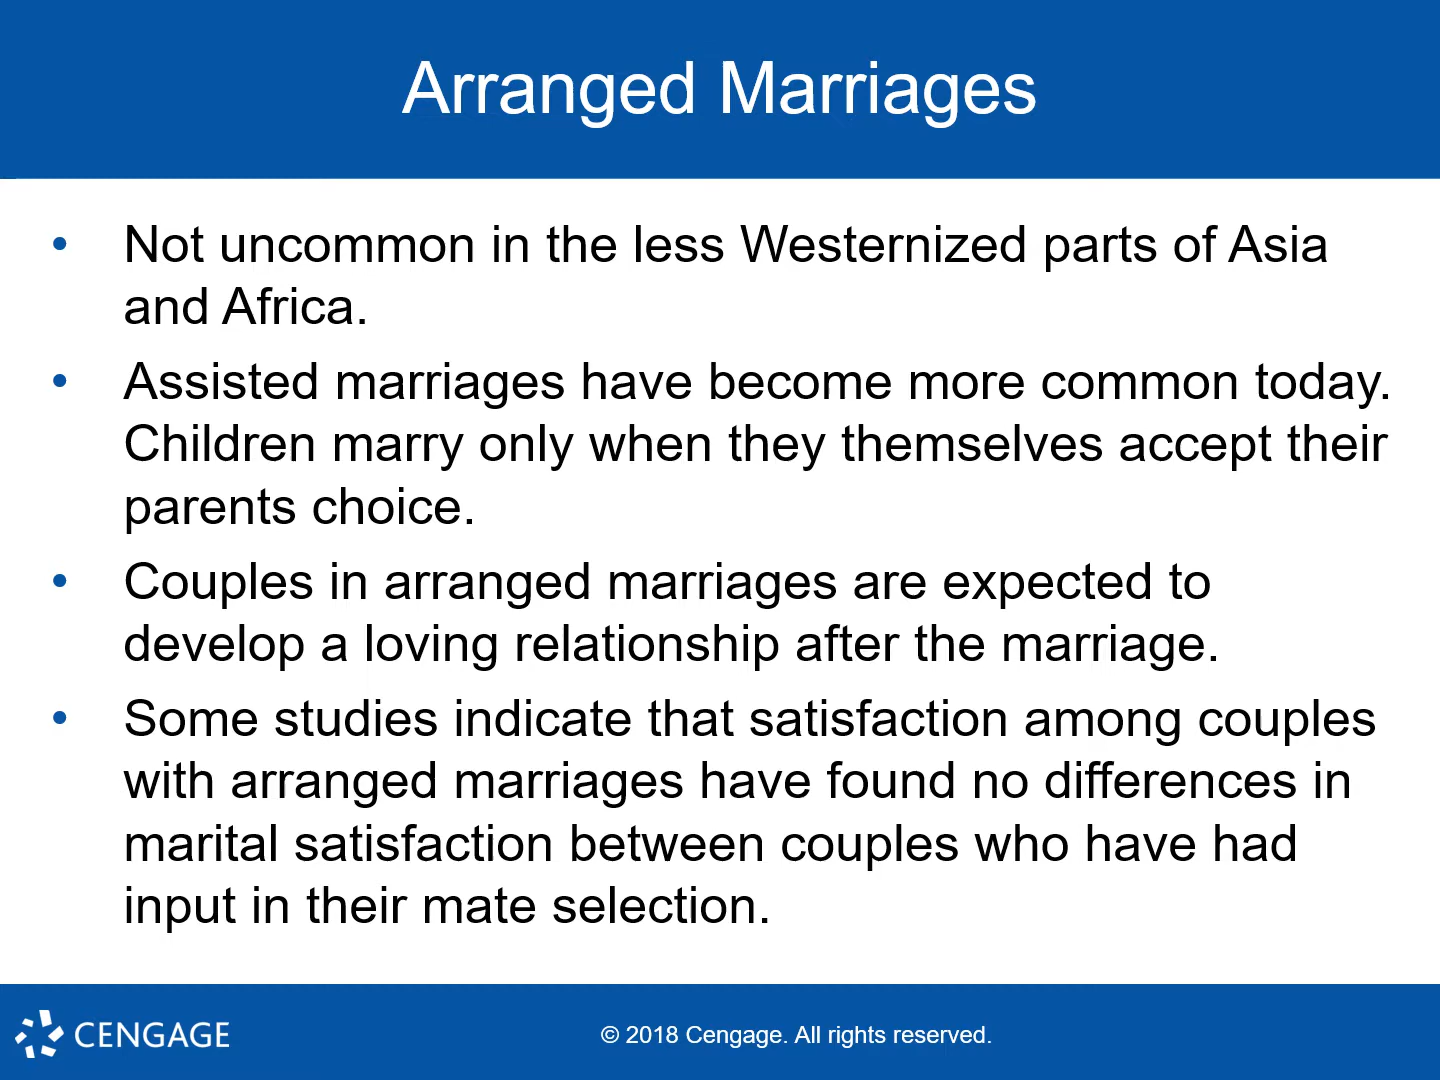 Arranged Marriages
• Not uncommon in the less Westernized parts of Asia
and Africa.
• Assisted marriages have become more common today.
Children marry only when they themselves accept their
parents choice.
• Couples in arranged marriages are expected to
develop a loving relationship after the marriage.
• Some studies indicate that satisfaction among couples
with arranged marriages have found no differences in
marital satisfaction between couples who have had
input in their mate selection.
CENGAGE
© 2018 Cengage. All rights reserved.